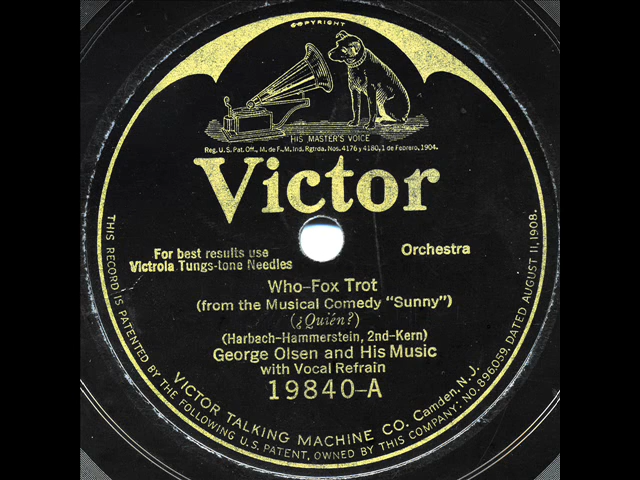 COPYRIGHT
HIS MASTER'S VOICE
Reg. U.S. Pat. Off., M. de F., M. Ind. Rgtrda. Nos. 4176 y 4180, 1 de Febrero, 1904.
Victor
For best results use
Victrola Tungs-tone Needles
Orchestra
Who-Fox Trot
(from the Musical Comedy "Sunny")
(¿Quién?)
(Harbach-Hammerstein, 2nd-Kern)
George Olsen and His Music
with Vocal Refrain
19840-A
VICTOR TALKING MACHINE CO. Camden, N.J.
THIS RECORD IS PATENTED BY THE FOLLOWING U.S. PATENT, OWNED BY THIS COMPANY: NO. 896059, DATED AUGUST 11, 1908.